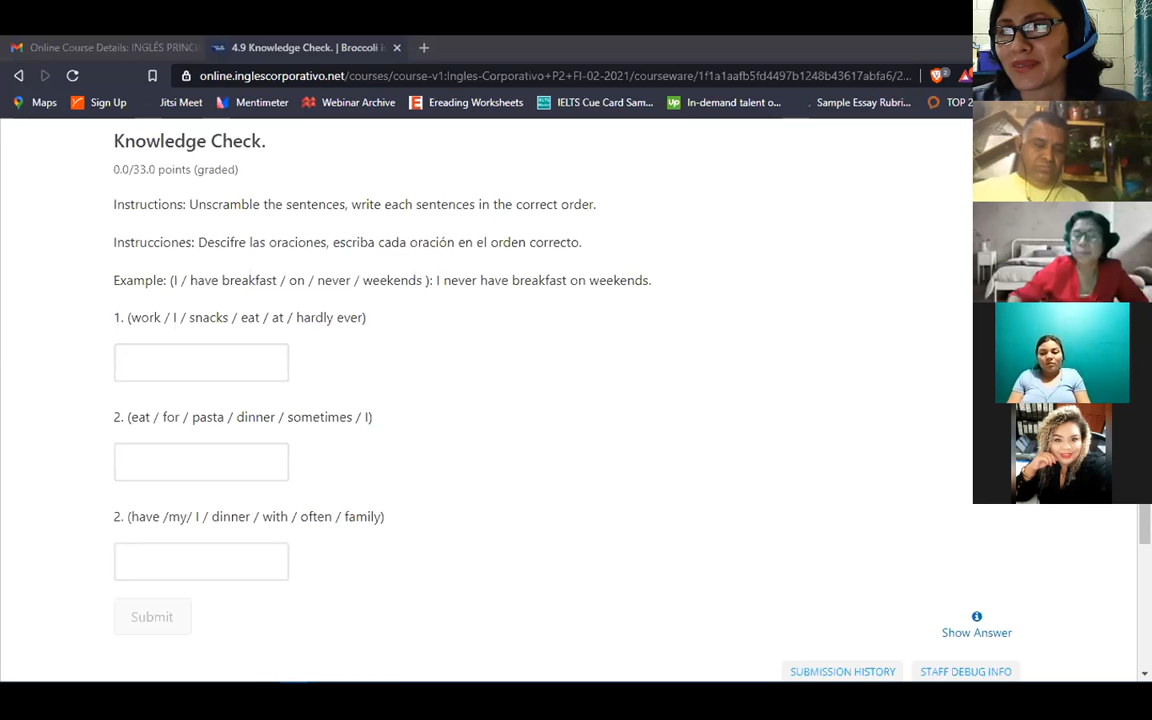 Online Course Details: INGLÉS PRINC
4.9 Knowledge Check. | Broccoli i
online.inglescorporativo.net/courses/course-v1:Ingles-Corporativo+P2+FI-02-2021/courseware/1f1a1aafb5fd4497b1248b43617abfa6/2...
2
Maps
Sign Up
Jitsi Meet
Mentimeter
Webinar Archive
Ereading Worksheets
IELTS Cue Card Sam...
In-demand talent o...
Sample Essay Rubri...
TOP 2
Knowledge Check.
0.0/33.0 points (graded)
Instructions: Unscramble the sentences, write each sentences in the correct order.
Instrucciones: Descifre las oraciones, escriba cada oración en el orden correcto.
Example: (I / have breakfast / on / never / weekends ): I never have breakfast on weekends.
1. (work / I / snacks / eat / at / hardly ever)
2. (eat / for / pasta / dinner / sometimes / I)
2. (have /my/ I / dinner / with / often / family)
Submit
Show Answer
SUBMISSION HISTORY
STAFF DEBUG INFO